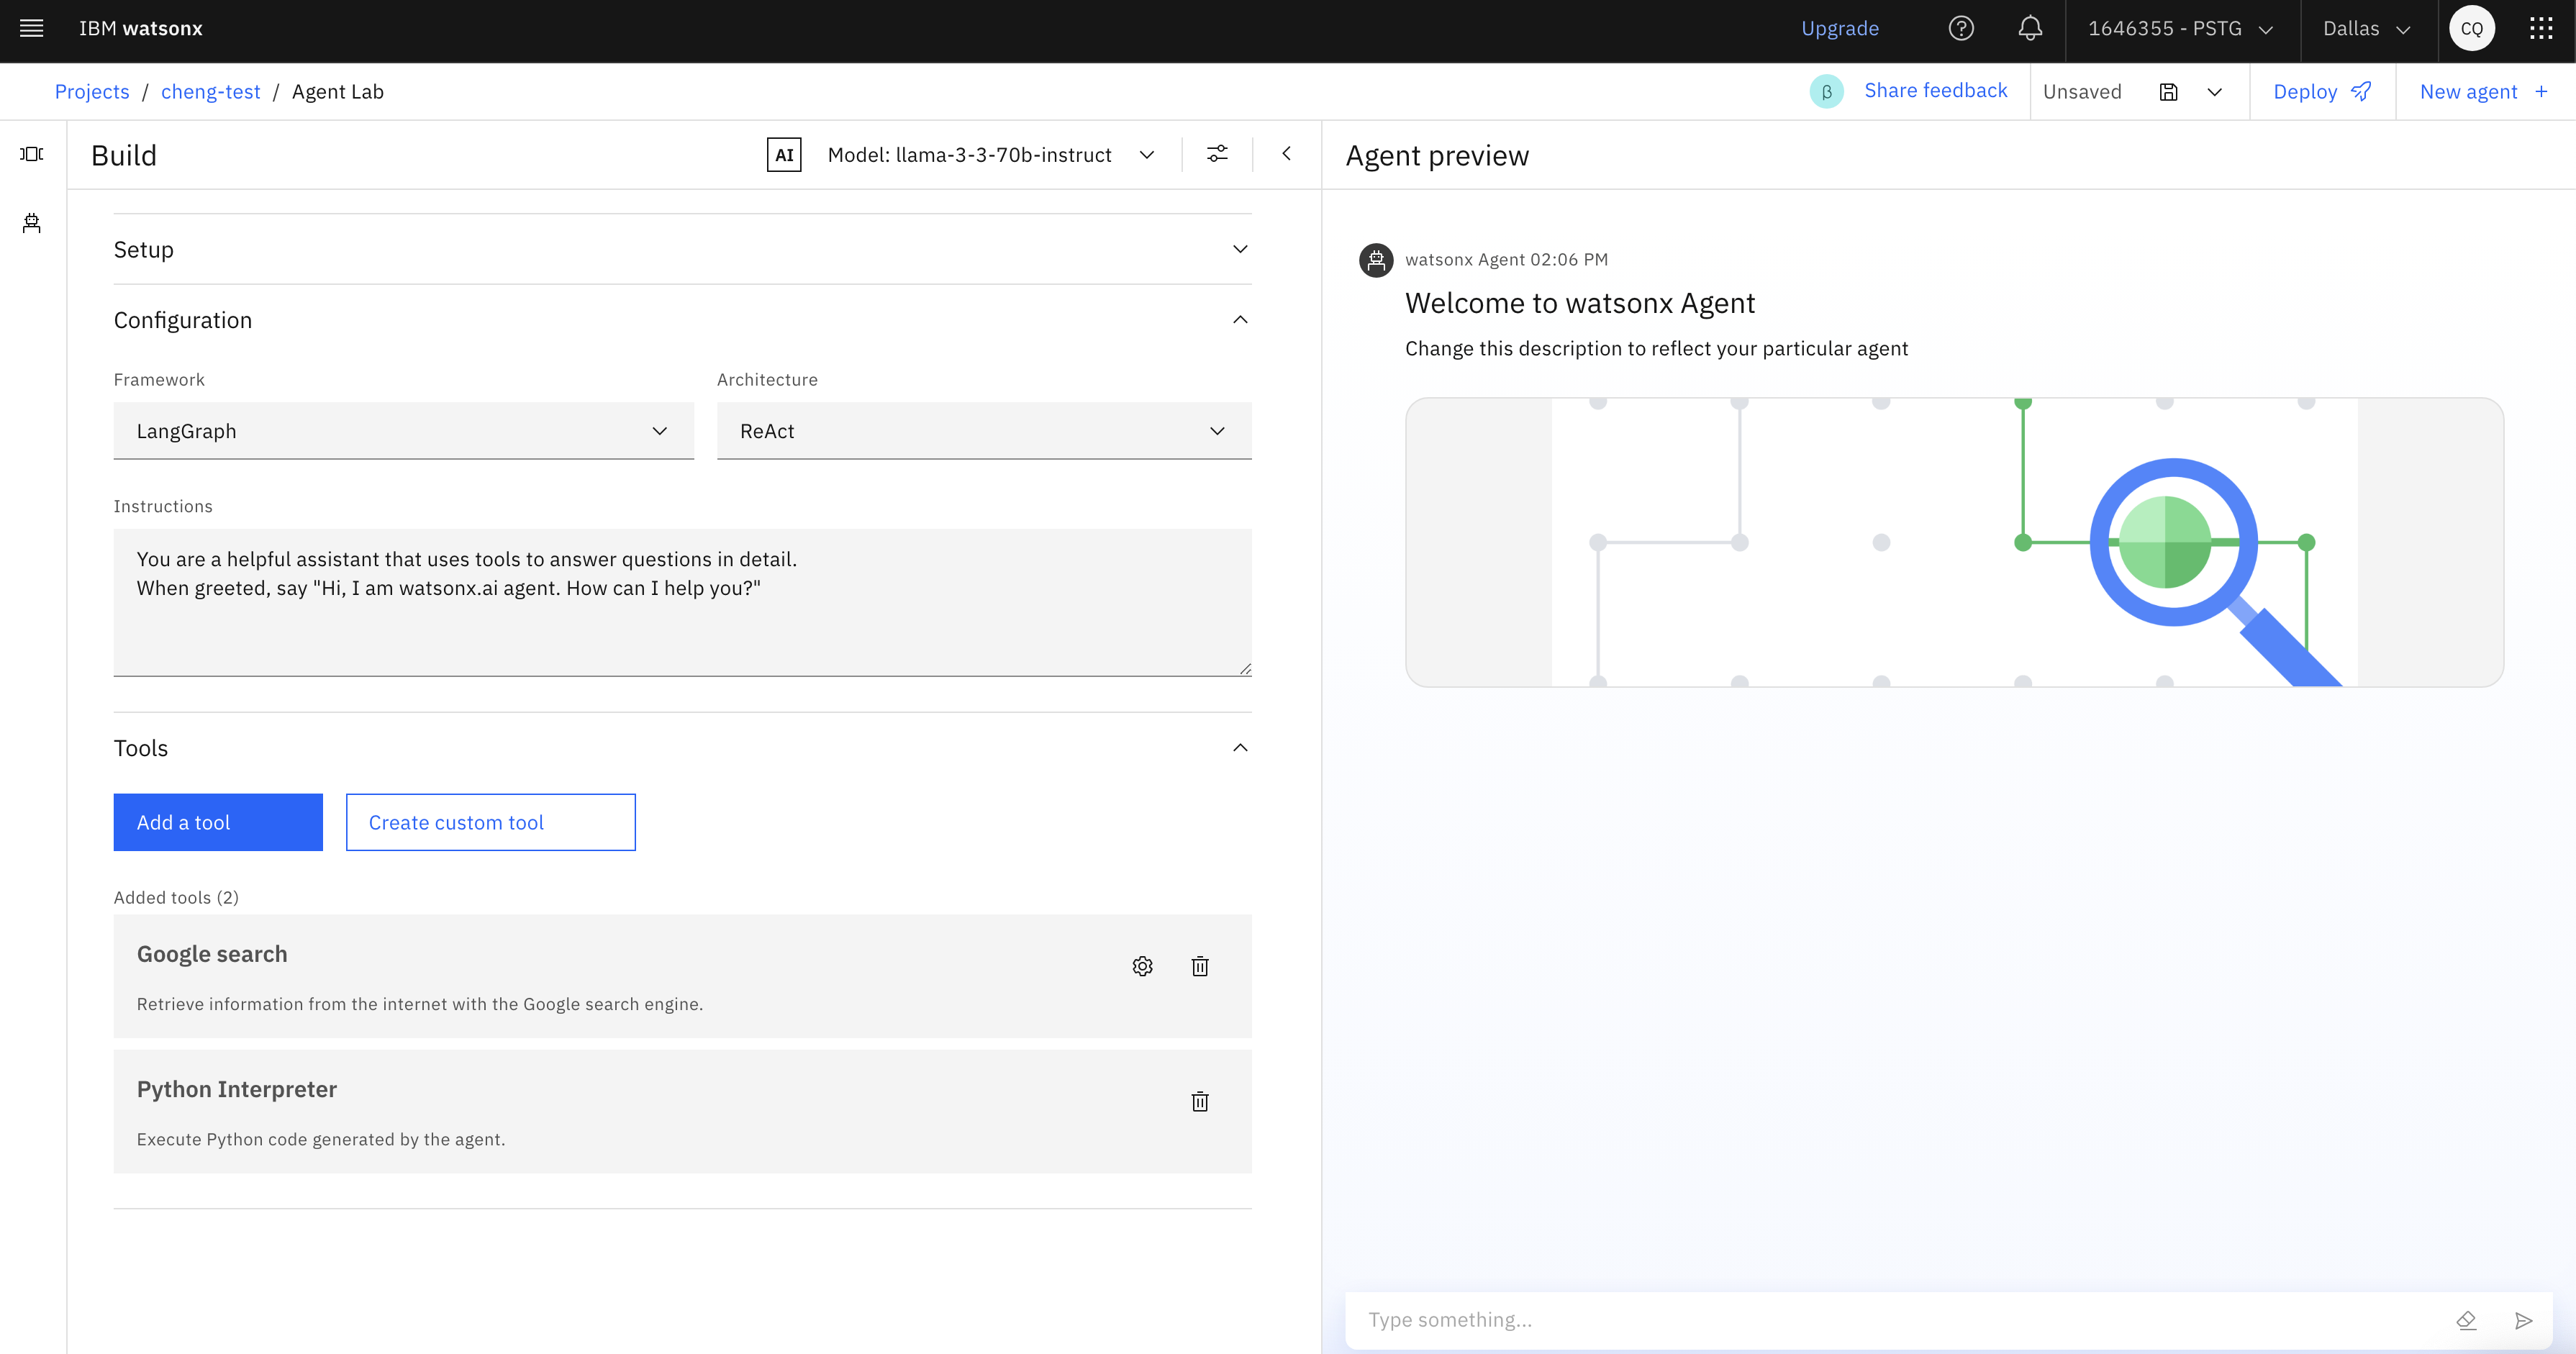 IBM watsonx
Upgrade
1646355 - PSTG
Dallas
CQ
Projects / cheng-test / Agent Lab
β
Share feedback
Unsaved
Deploy
New agent +
Build
AI
Model: llama-3-3-70b-instruct
Setup
Configuration
Framework
Architecture
LangGraph
ReAct
Instructions
You are a helpful assistant that uses tools to answer questions in detail.
When greeted, say "Hi, I am watsonx.ai agent. How can I help you?"
Tools
Add a tool
Create custom tool
Added tools (2)
Google search
Retrieve information from the internet with the Google search engine.
Python Interpreter
Execute Python code generated by the agent.
Agent preview
watsonx Agent 02:06 PM
Welcome to watsonx Agent
Change this description to reflect your particular agent
Type something...